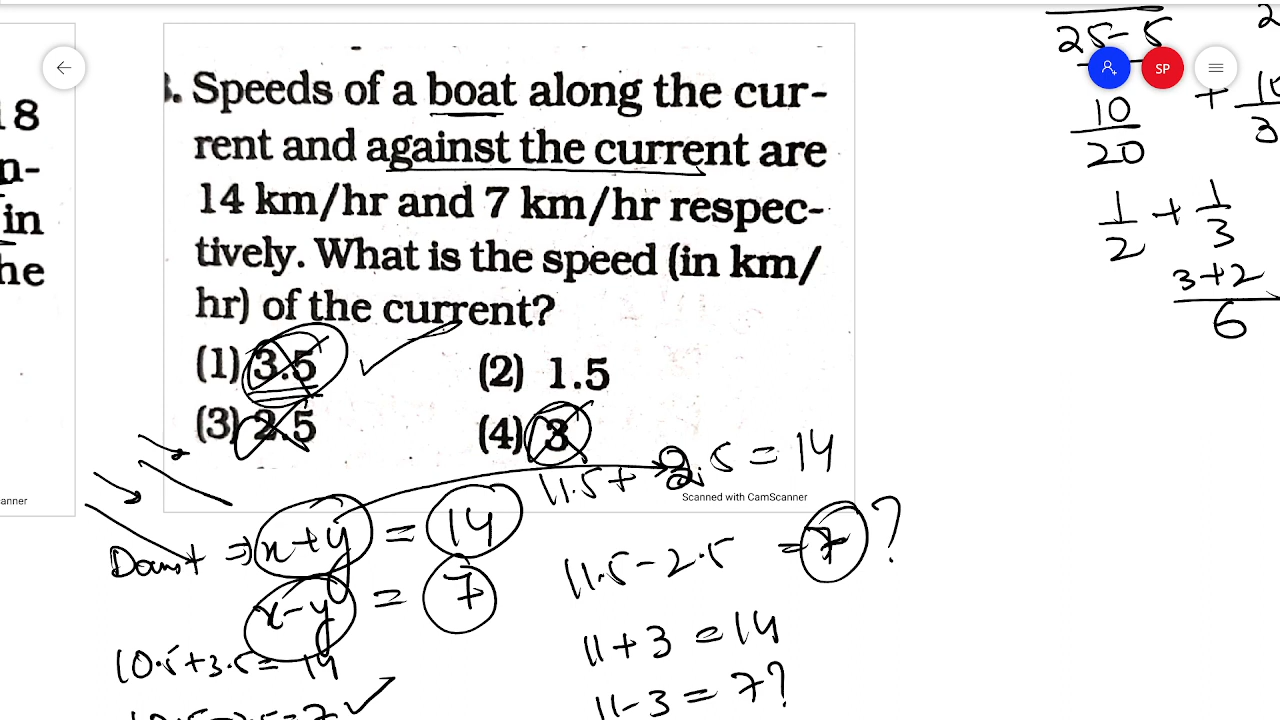 18
n-
in
he
anner
. Speeds of a boat along the cur-
rent and against the current are
14 km/hr and 7 km/hr respec-
tively. What is the speed (in km/
hr) of the current?
(1) 3.5 (2) 1.5
(3) 2.5 (4) 3
Scanned with CamScanner
⇒ x+y = 14
x-y = 7
10.5+3.5=14
11.5+2.5=14
11.5-2.5 =7?
11+3=14
11-3=7?
25-5
SP
10/20 + 10/3
1/2 + 1/3
3+2
6